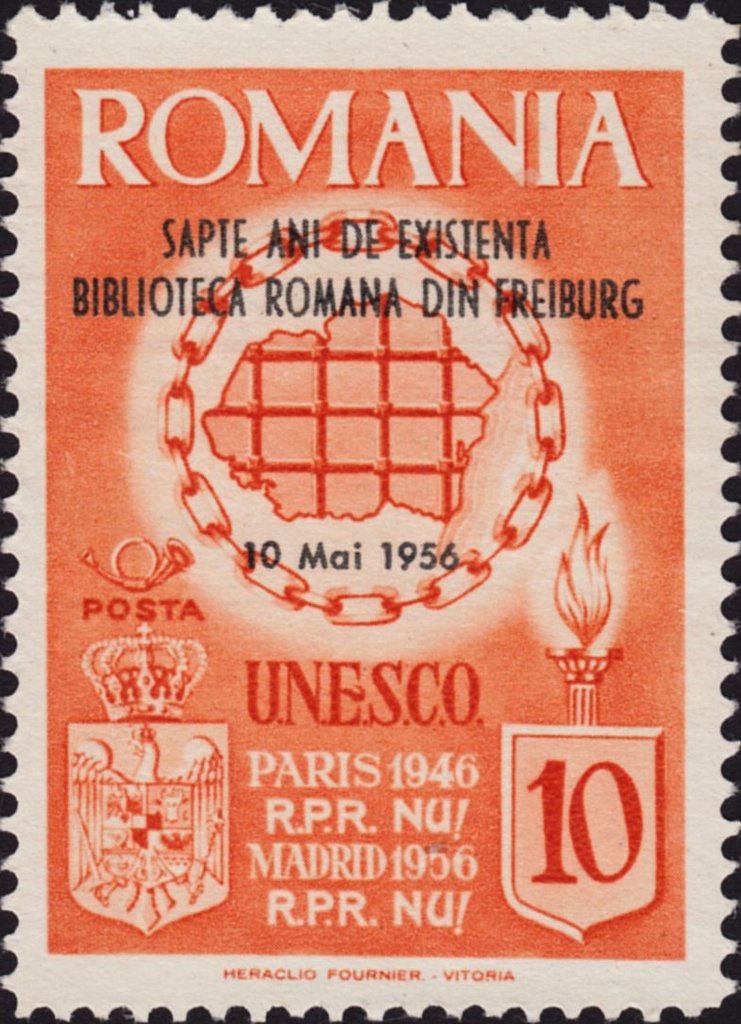 ROMANIA
SAPTE ANI DE EXISTENTA
BIBLIOTECA ROMANA DIN FREIBURG
10 Mai 1956
POSTA
U.N.E.S.C.O.
PARIS 1946
R.P.R. NU!
MADRID 1956
R.P.R. NU!
10
HERACLIO FOURNIER. - VITORIA